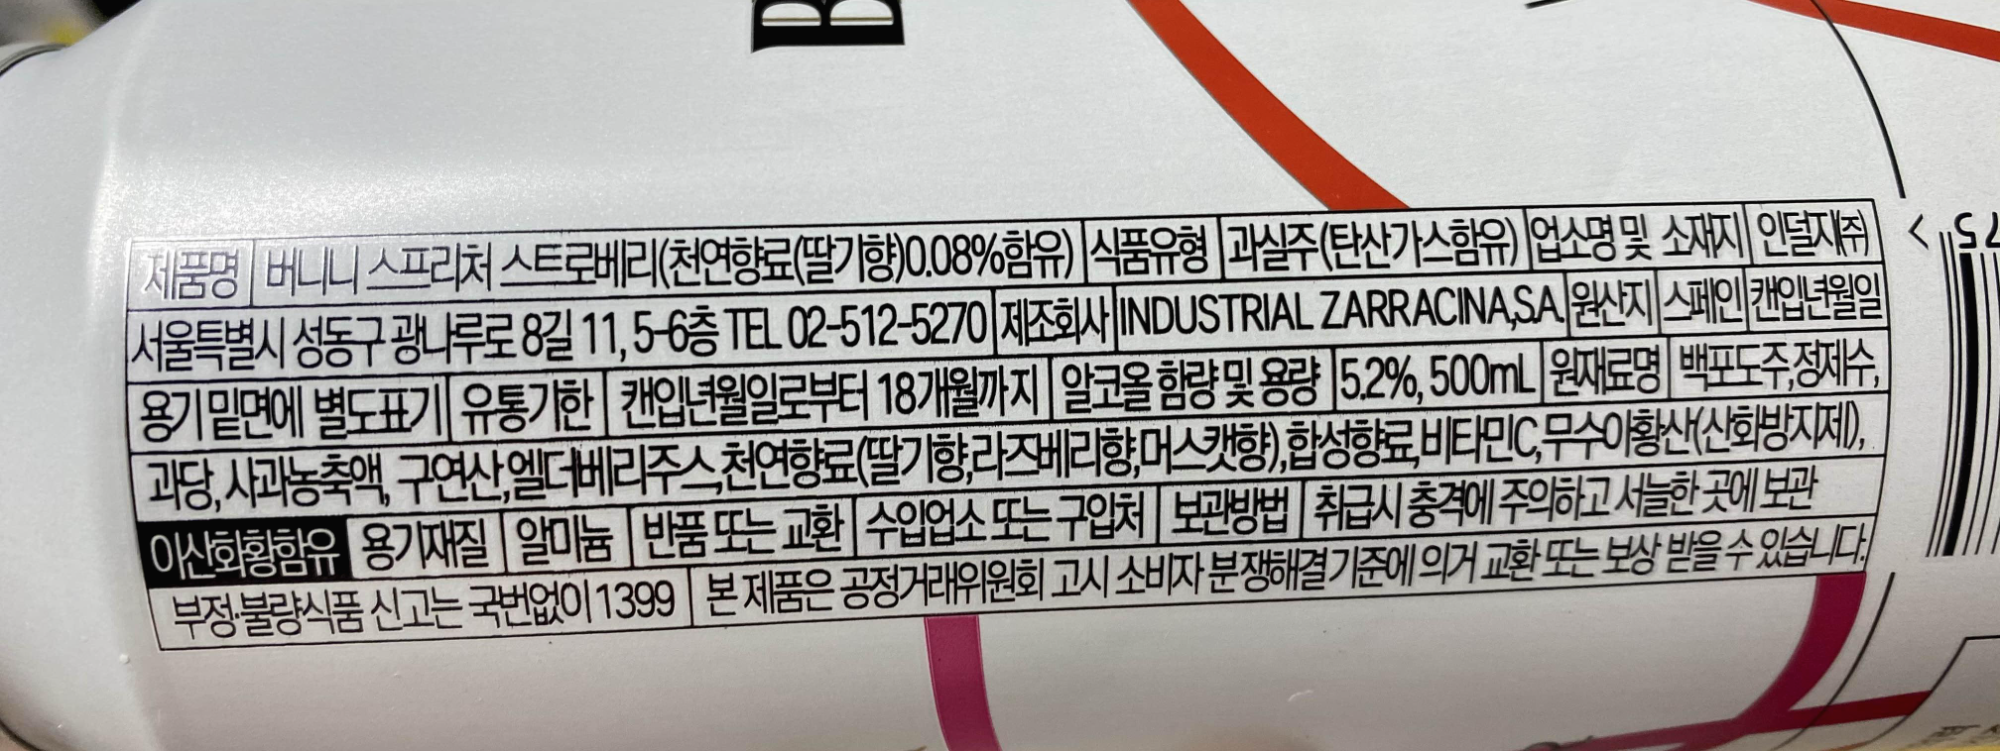 B
제품명 버니니 스프리처 스트로베리(천연향료(딸기향)0.08%함유) 식품유형 과실주(탄산가스함유) 업소명 및 소재지 인덜지(주)
서울특별시 성동구 광나루로 8길 11, 5-6층 TEL 02-512-5270 제조회사 INDUSTRIAL ZARRACINA,S.A. 원산지 스페인 캔입년월일
용기 밑면에 별도표기 유통기한 캔입년월일로부터 18개월까지 알코올 함량 및 용량 5.2%, 500mL 원재료명 백포도주,정제수,
과당, 사과농축액, 구연산,엘더베리주스,천연향료(딸기향,라즈베리향,머스캣향),합성향료,비타민C,무수아황산(산화방지제),
이산화황함유 용기재질 알미늄 반품 또는 교환 수입업소 또는 구입처 보관방법 취급시 충격에 주의하고 서늘한 곳에 보관
부정·불량식품 신고는 국번없이 1399 본 제품은 공정거래위원회 고시 소비자 분쟁해결기준에 의거 교환 또는 보상 받을 수 있습니다.